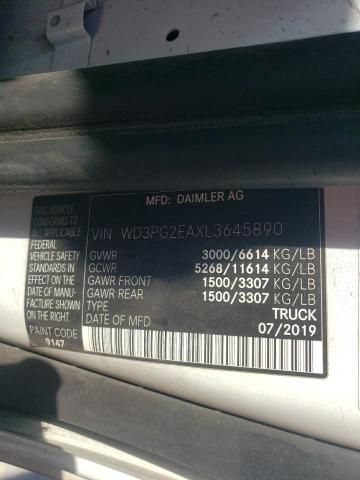 MFD: DAIMLER AG
THIS VEHICLE
CONFORMS TO
ALL APPLICABLE
FEDERAL
MOTOR VEHICLE
SAFETY
STANDARDS
IN EFFECT
ON THE
DATE OF MANU-
FACTURE SHOWN
ON THE RIGHT.
PAINT CODE
9147
VIN WD3PG2EAXL3645890
GVWR 3000/6614 KG/LB
GCWR 5268/11614 KG/LB
GAWR FRONT 1500/3307 KG/LB
GAWR REAR 1500/3307 KG/LB
TYPE TRUCK
DATE OF MFD 07/2019